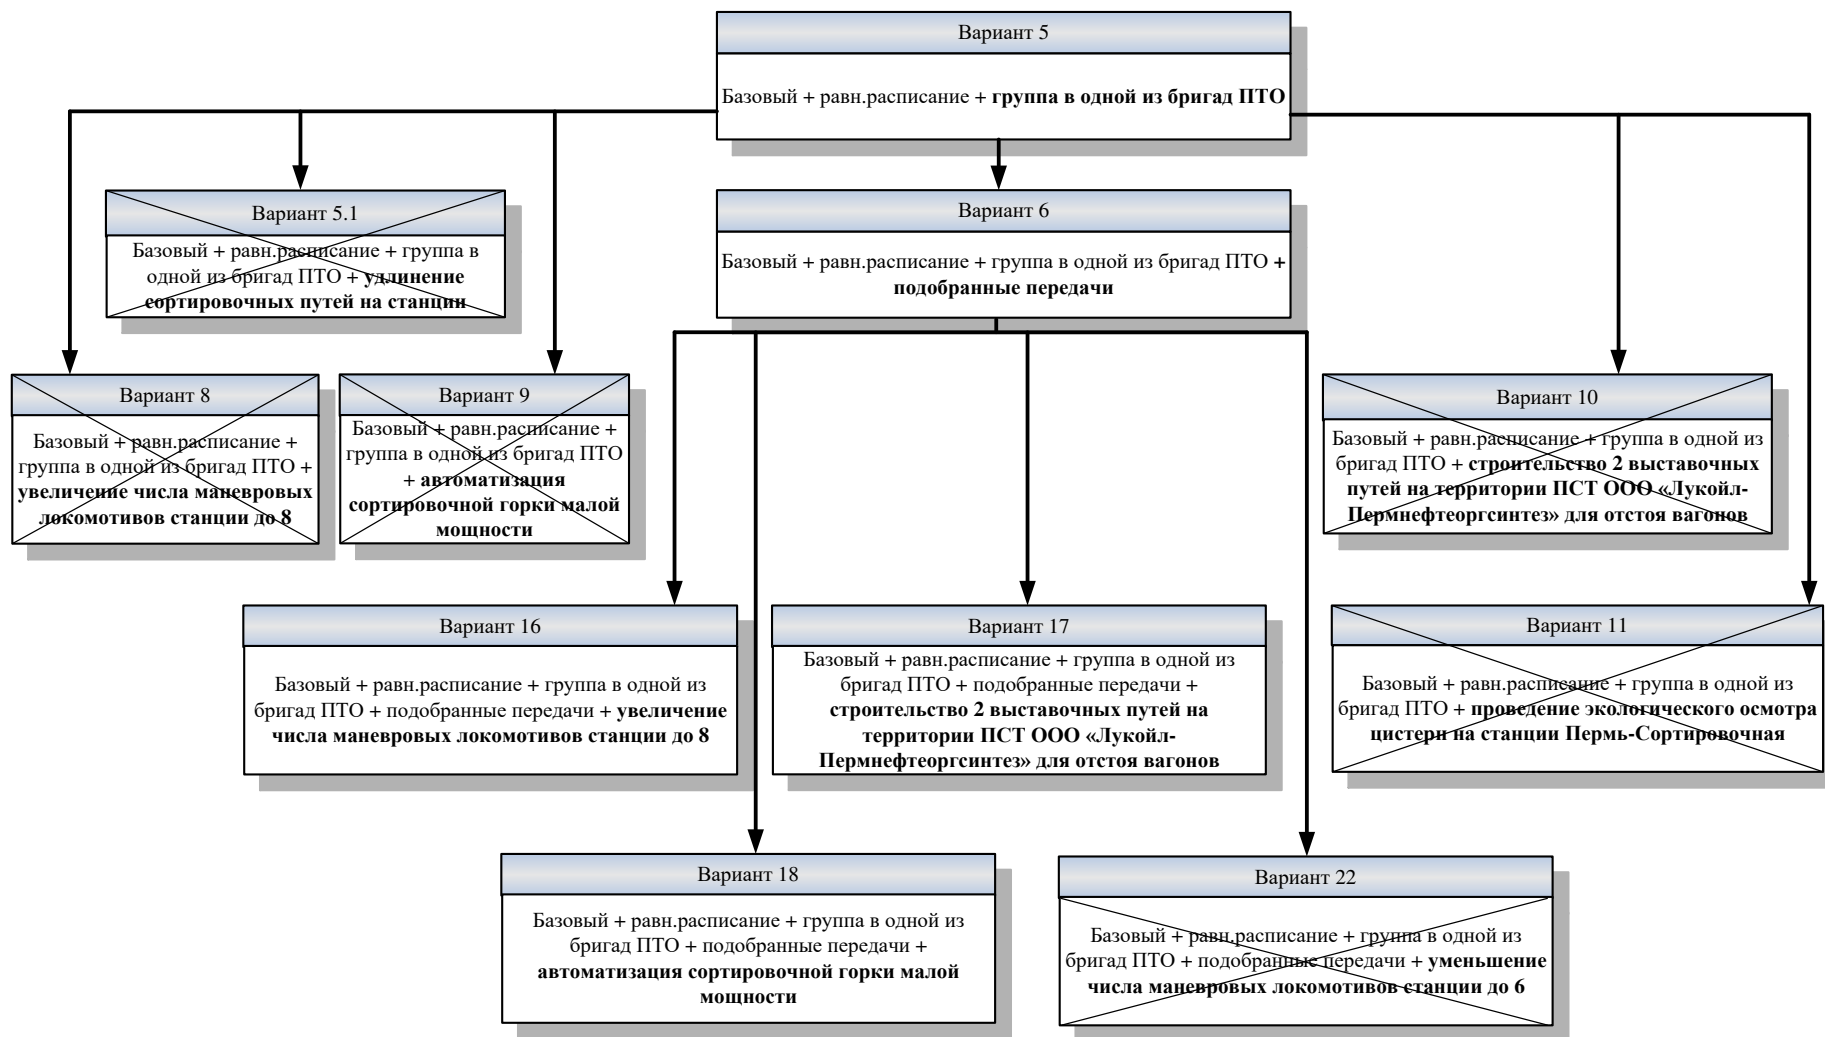 Вариант 5
Базовый + равн.расписание + группа в одной из бригад ПТО
Вариант 5.1
Базовый + равн.расписание + группа в
одной из бригад ПТО + удлинение
сортировочных путей на станции
Вариант 6
Базовый + равн.расписание + группа в одной из бригад ПТО +
подобранные передачи
Вариант 8
Базовый + равн.расписание +
группа в одной из бригад ПТО +
увеличение числа маневровых
локомотивов станции до 8
Вариант 9
Базовый + равн.расписание +
группа в одной из бригад ПТО
+ автоматизация
сортировочной горки малой
мощности
Вариант 10
Базовый + равн.расписание + группа в одной из
бригад ПТО + строительство 2 выставочных
путей на территории ПСТ ООО «Лукойл-
Пермнефтеоргсинтез» для отстоя вагонов
Вариант 16
Базовый + равн.расписание + группа в одной из
бригад ПТО + подобранные передачи + увеличение
числа маневровых локомотивов станции до 8
Вариант 17
Базовый + равн.расписание + группа в одной из
бригад ПТО + подобранные передачи +
строительство 2 выставочных путей на
территории ПСТ ООО «Лукойл-
Пермнефтеоргсинтез» для отстоя вагонов
Вариант 11
Базовый + равн.расписание + группа в одной из
бригад ПТО + проведение экологического осмотра
цистерн на станции Пермь-Сортировочная
Вариант 18
Базовый + равн.расписание + группа в одной из
бригад ПТО + подобранные передачи +
автоматизация сортировочной горки малой
мощности
Вариант 22
Базовый + равн.расписание + группа в одной из
бригад ПТО + подобранные передачи + уменьшение
числа маневровых локомотивов станции до 6